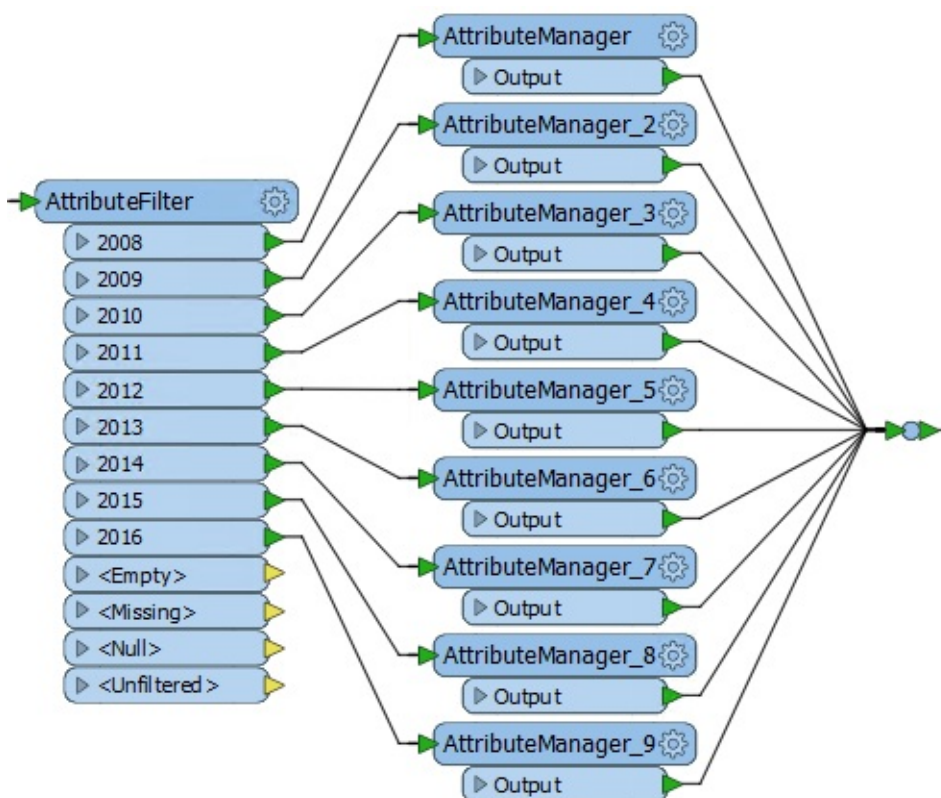 AttributeFilter
2008
2009
2010
2011
2012
2013
2014
2015
2016
<Empty>
<Missing>
<Null>
<Unfiltered>
AttributeManager
Output
AttributeManager_2
Output
AttributeManager_3
Output
AttributeManager_4
Output
AttributeManager_5
Output
AttributeManager_6
Output
AttributeManager_7
Output
AttributeManager_8
Output
AttributeManager_9
Output